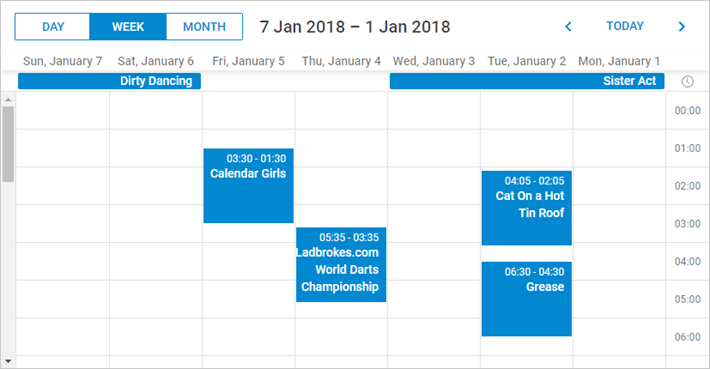 DAY WEEK MONTH 7 Jan 2018 – 1 Jan 2018 TODAY
Sun, January 7 Sat, January 6 Fri, January 5 Thu, January 4 Wed, January 3 Tue, January 2 Mon, January 1
Dirty Dancing Sister Act
00:00
01:00
03:30 - 01:30
Calendar Girls
02:00
04:05 - 02:05
Cat On a Hot
Tin Roof
03:00
05:35 - 03:35
Ladbrokes.com
World Darts
Championship
04:00
06:30 - 04:30
Grease
05:00
06:00